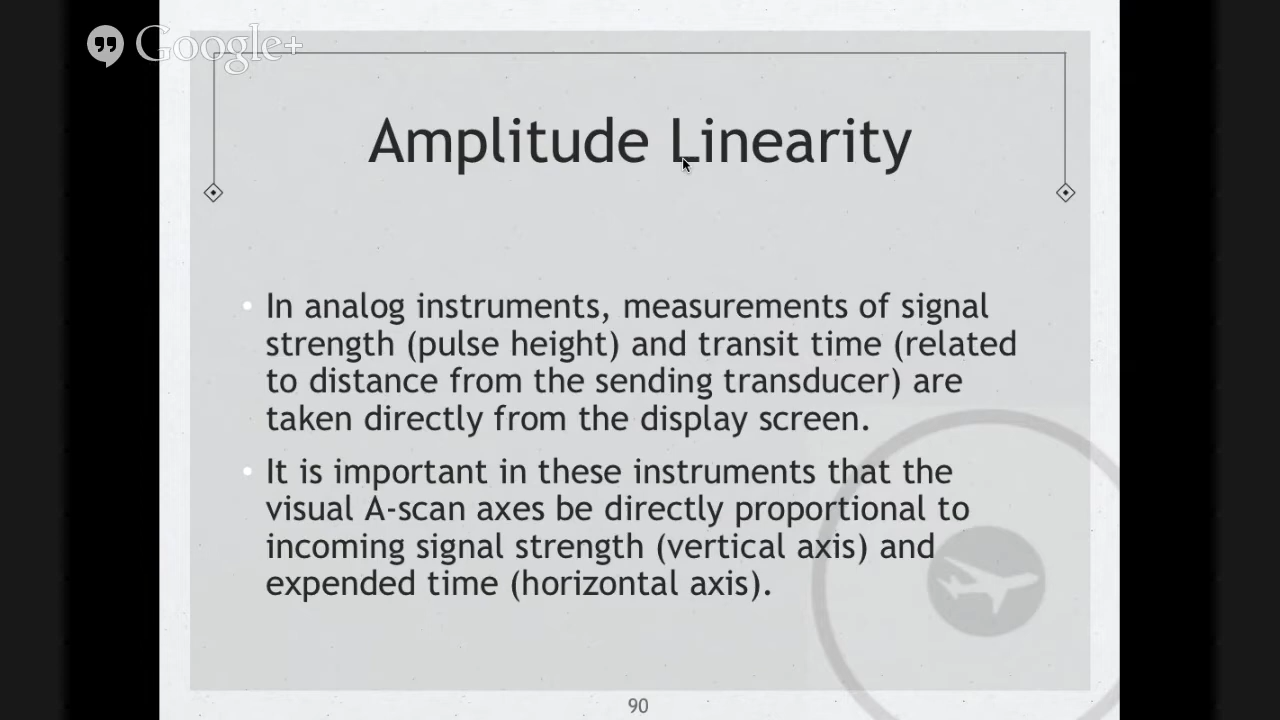 Google+
Amplitude Linearity
• In analog instruments, measurements of signal
strength (pulse height) and transit time (related
to distance from the sending transducer) are
taken directly from the display screen.
• It is important in these instruments that the
visual A-scan axes be directly proportional to
incoming signal strength (vertical axis) and
expended time (horizontal axis).
90